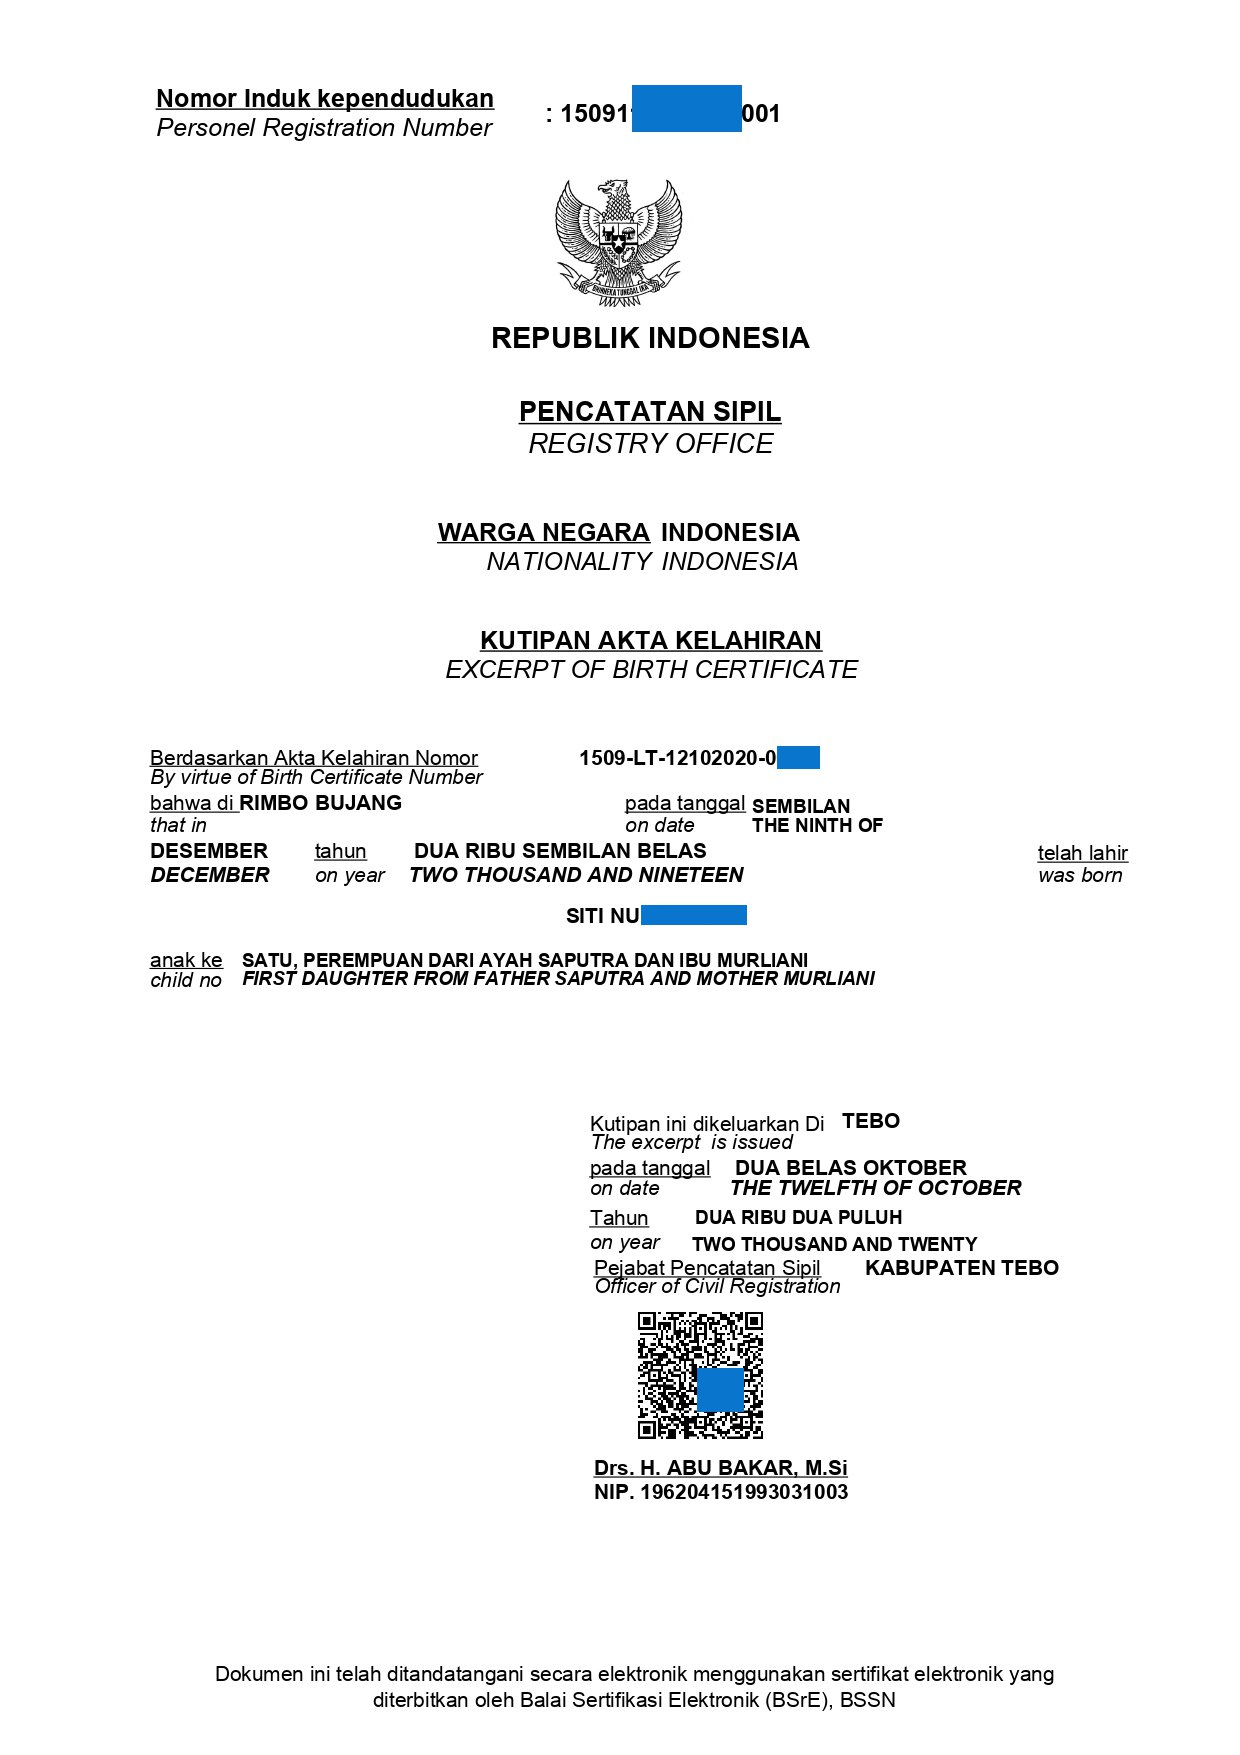 Nomor Induk kependudukan
Personel Registration Number
: 15091 001
BHINNEKA TUNGGAL IKA
REPUBLIK INDONESIA
PENCATATAN SIPIL
REGISTRY OFFICE
WARGA NEGARA INDONESIA
NATIONALITY INDONESIA
KUTIPAN AKTA KELAHIRAN
EXCERPT OF BIRTH CERTIFICATE
Berdasarkan Akta Kelahiran Nomor 1509-LT-12102020-0
By virtue of Birth Certificate Number
bahwa di RIMBO BUJANG pada tanggal SEMBILAN
that in on date THE NINTH OF
DESEMBER tahun DUA RIBU SEMBILAN BELAS telah lahir
DECEMBER on year TWO THOUSAND AND NINETEEN was born
SITI NU
anak ke SATU, PEREMPUAN DARI AYAH SAPUTRA DAN IBU MURLIANI
child no FIRST DAUGHTER FROM FATHER SAPUTRA AND MOTHER MURLIANI
Kutipan ini dikeluarkan Di TEBO
The excerpt is issued
pada tanggal DUA BELAS OKTOBER
on date THE TWELFTH OF OCTOBER
Tahun DUA RIBU DUA PULUH
on year TWO THOUSAND AND TWENTY
Pejabat Pencatatan Sipil KABUPATEN TEBO
Officer of Civil Registration
Drs. H. ABU BAKAR, M.Si
NIP. 196204151993031003
Dokumen ini telah ditandatangani secara elektronik menggunakan sertifikat elektronik yang
diterbitkan oleh Balai Sertifikasi Elektronik (BSrE), BSSN